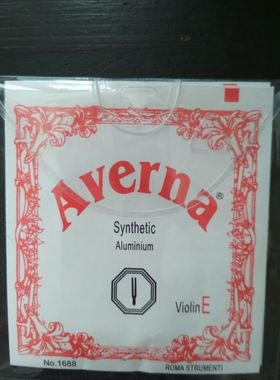 Averna®
Synthetic
Aluminium
Violin E
No.1688
ROMA STRUMENTI